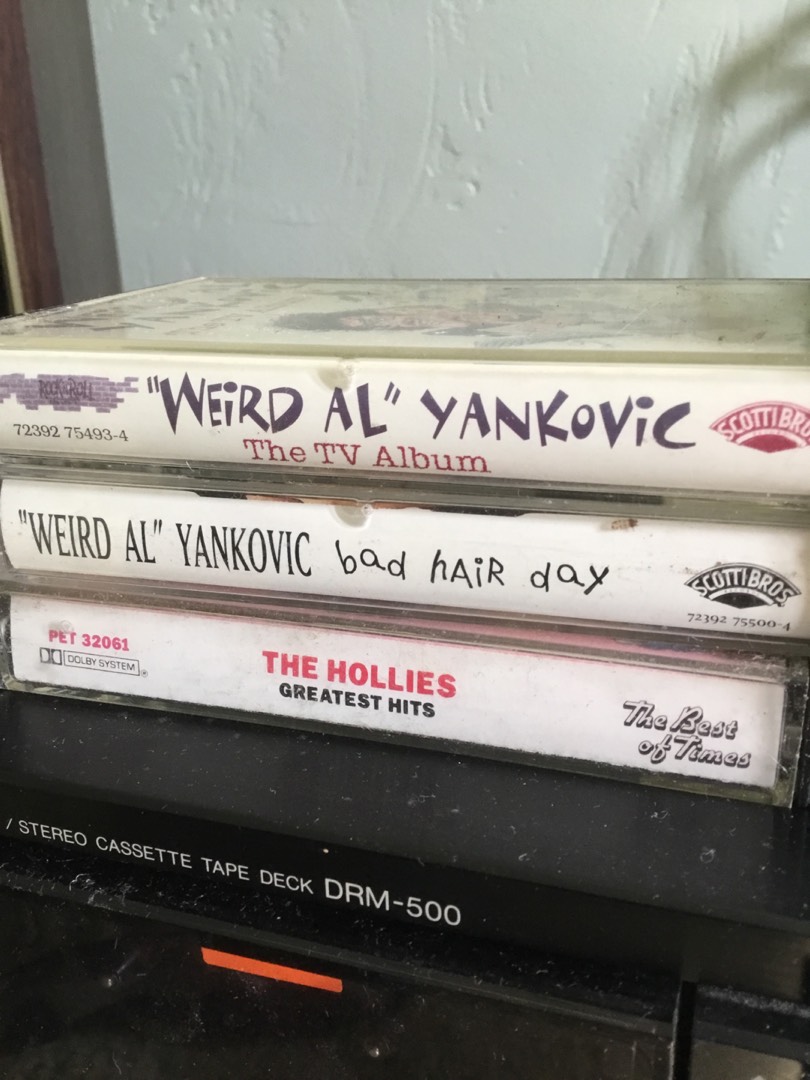 ROCK N ROLL
"WEiRD AL" YANKOVIC
72392 75493-4
The TV Album
"WEIRD AL" YANKOVIC bad hAiR day
SCOTTI BROS.
72392 75500-4
PET 32061
DOLBY SYSTEM®
THE HOLLIES
GREATEST HITS
The Best
of Times
/ STEREO CASSETTE TAPE DECK DRM-500